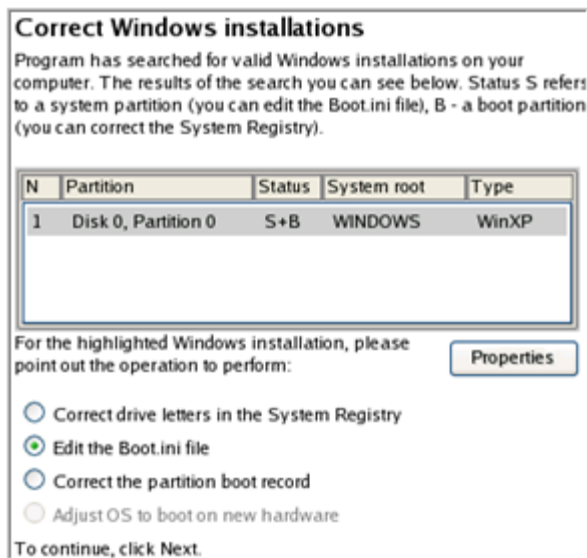 Correct Windows installations
Program has searched for valid Windows installations on your
computer. The results of the search you can see below. Status S refers
to a system partition (you can edit the Boot.ini file), B - a boot partition
(you can correct the System Registry).
N Partition Status System root Type
1 Disk 0, Partition 0 S+B WINDOWS WinXP
For the highlighted Windows installation, please
point out the operation to perform:
Properties
Correct drive letters in the System Registry
Edit the Boot.ini file
Correct the partition boot record
Adjust OS to boot on new hardware
To continue, click Next.